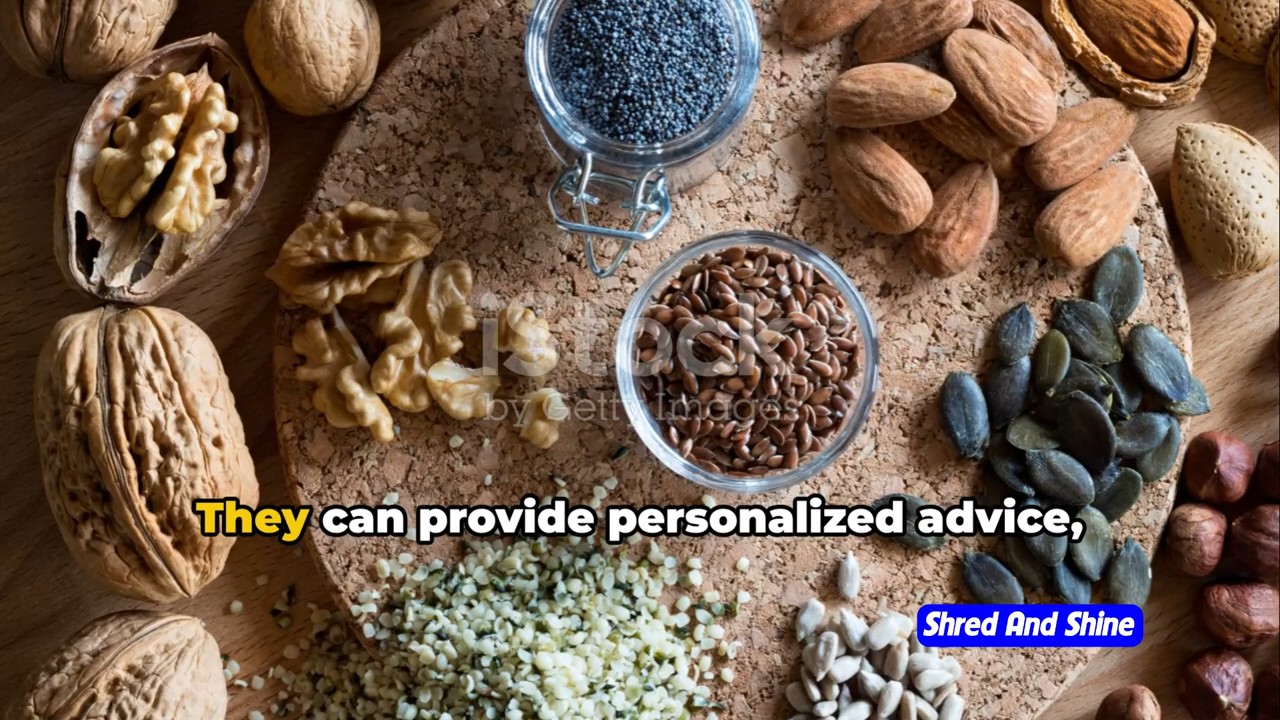 iStock
by Getty Images
They can provide personalized advice,
Shred And Shine